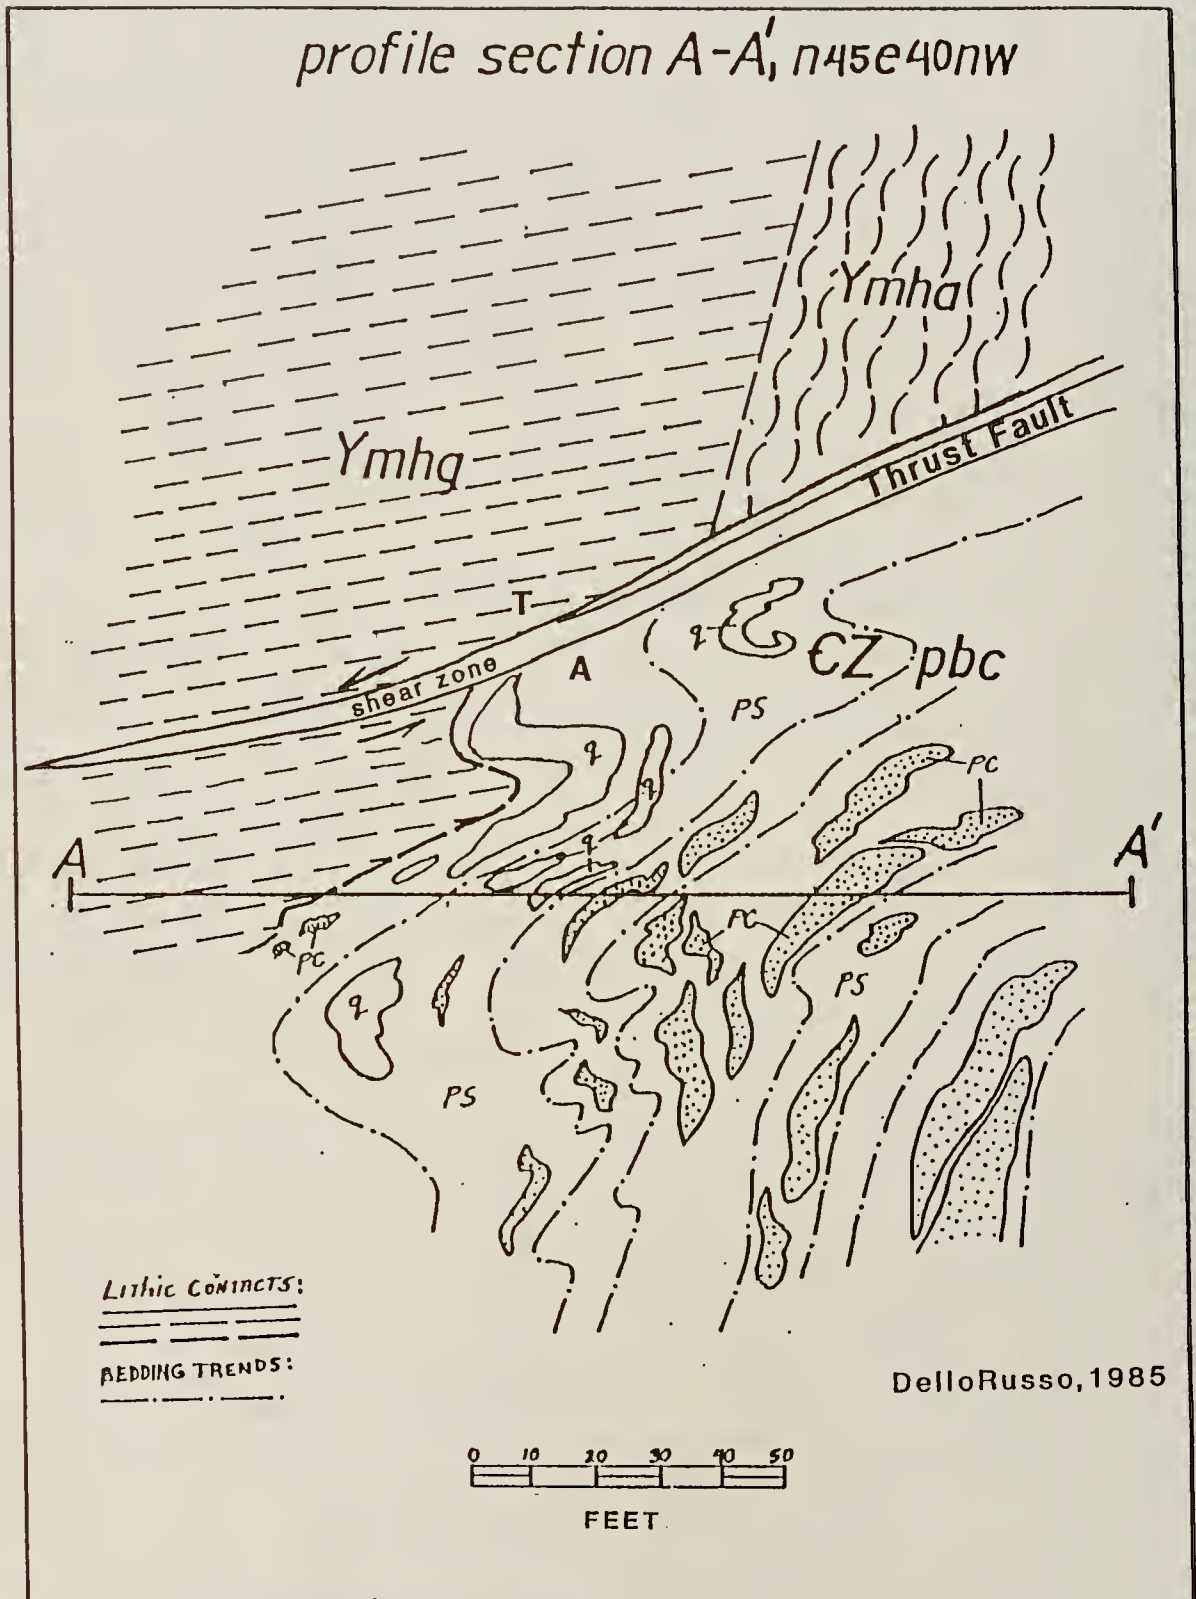 profile section A-A', n45e40nw
Ymha
Ymhg
Thrust Fault
T
shear zone
A
q
ЄZ pbc
PS
q
q
PC
q
A
A'
PC
PC
q
PS
PS
Lithic Contacts:
BEDDING TRENDS:
DelloRusso, 1985
0 10 20 30 40 50
FEET